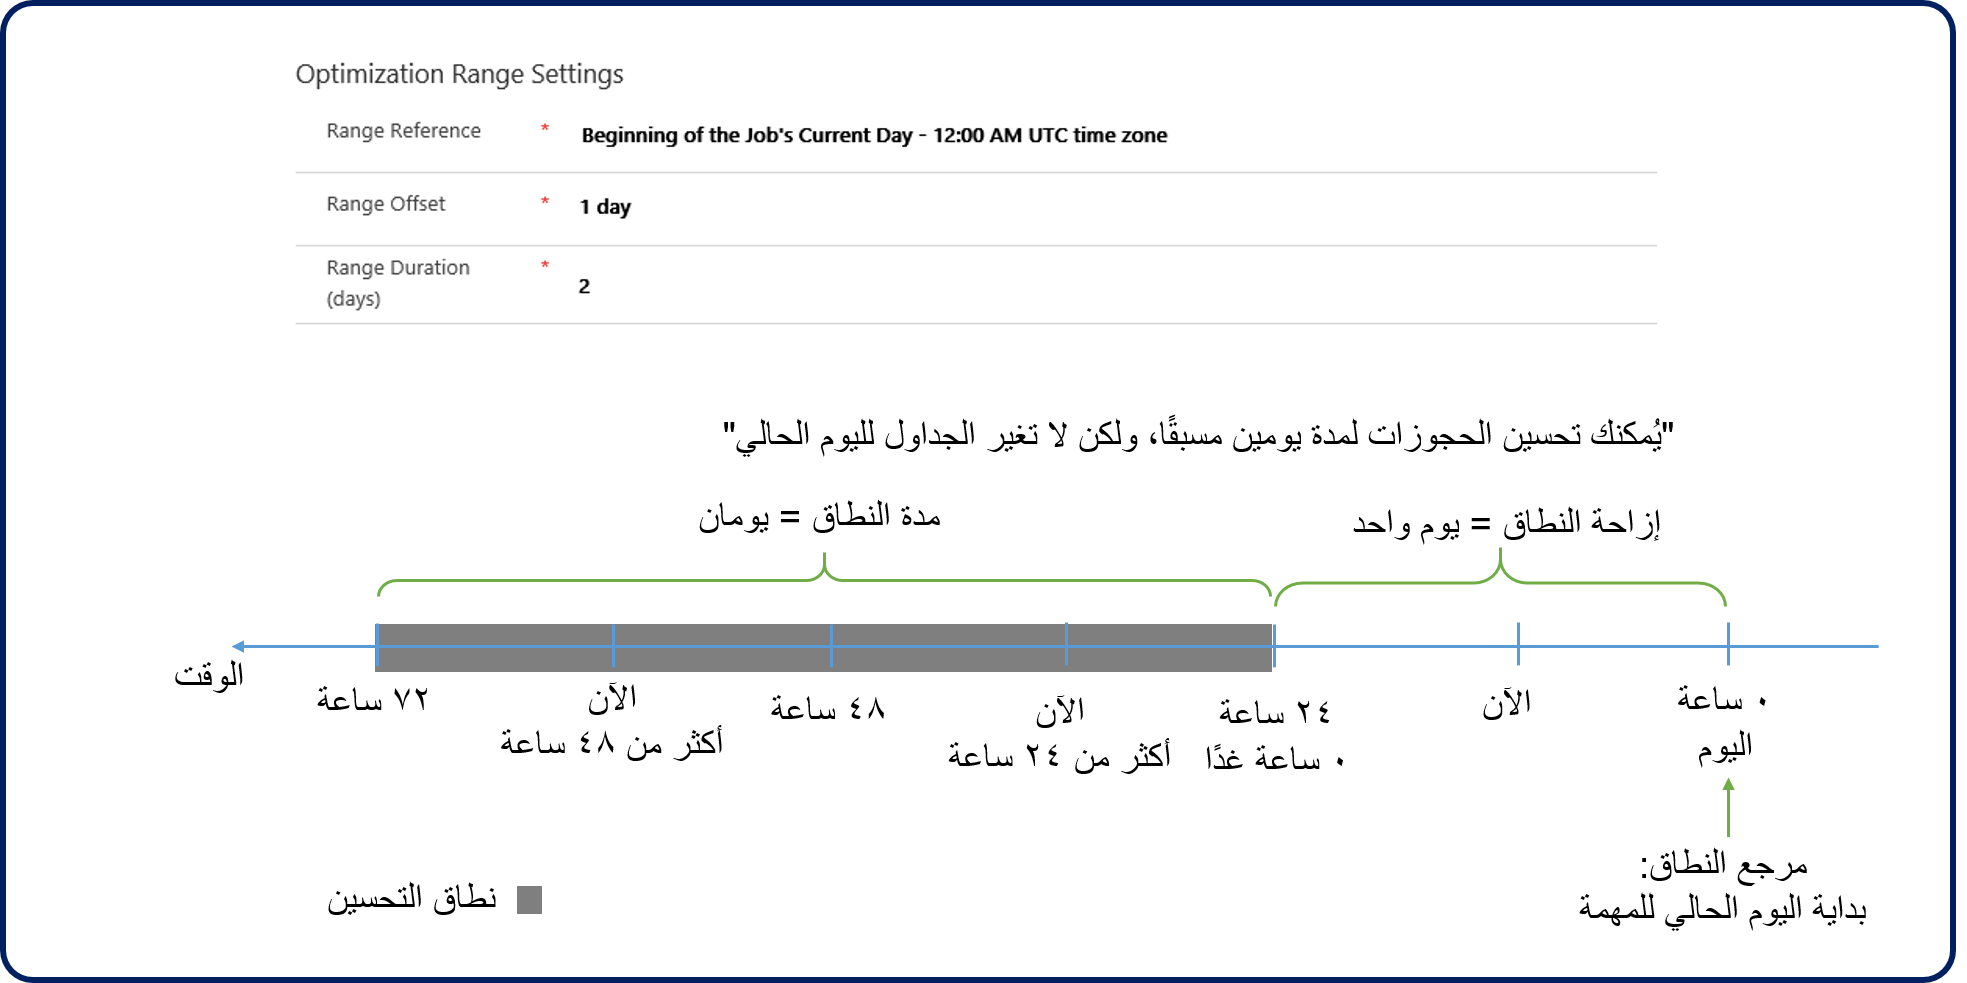 Optimization Range Settings
Range Reference * Beginning of the Job's Current Day - 12:00 AM UTC time zone
Range Offset * 1 day
Range Duration (days) * 2
"يُمكنك تحسين الحجوزات لمدة يومين مسبقًا، ولكن لا تغير الجداول لليوم الحالي"
إزاحة النطاق = يوم واحد
مدة النطاق = يومان
٠ ساعة
اليوم
الآن
٢٤ ساعة
٠ ساعة غدًا
الآن
أكثر من ٢٤ ساعة
٤٨ ساعة
الآن
أكثر من ٤٨ ساعة
٧٢ ساعة
الوقت
مرجع النطاق:
بداية اليوم الحالي للمهمة
نطاق التحسين